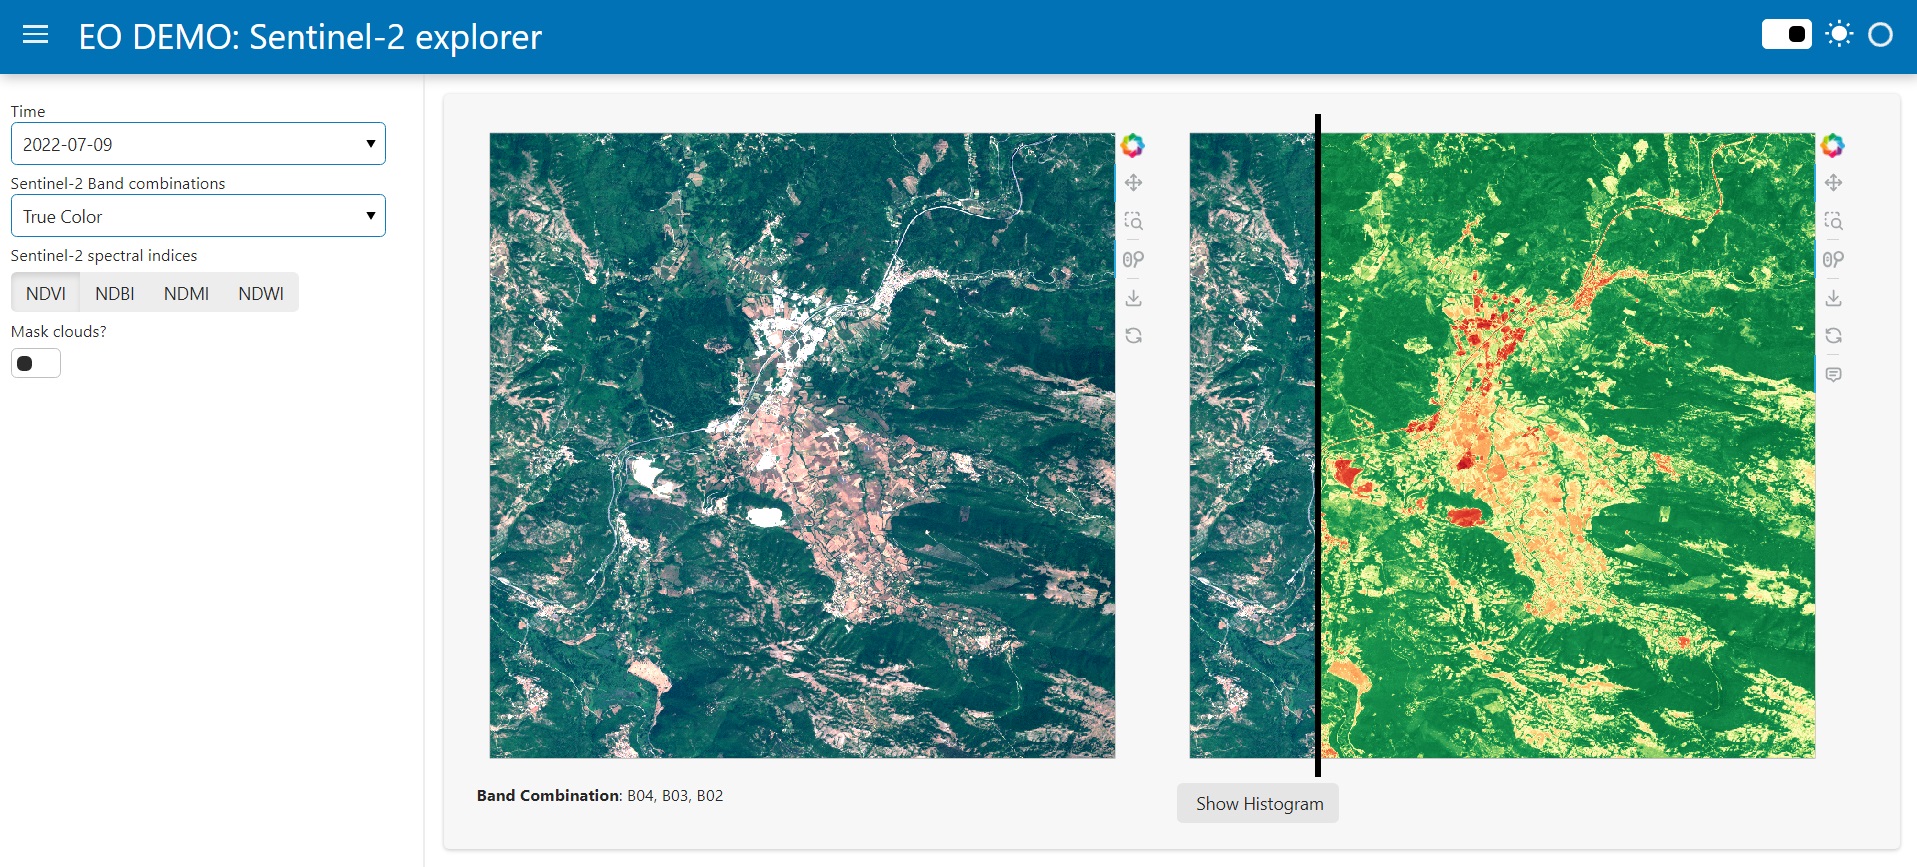 EO DEMO: Sentinel-2 explorer
Time
2022-07-09
Sentinel-2 Band combinations
True Color
Sentinel-2 spectral indices
NDVI NDBI NDMI NDWI
Mask clouds?
Band Combination: B04, B03, B02
Show Histogram